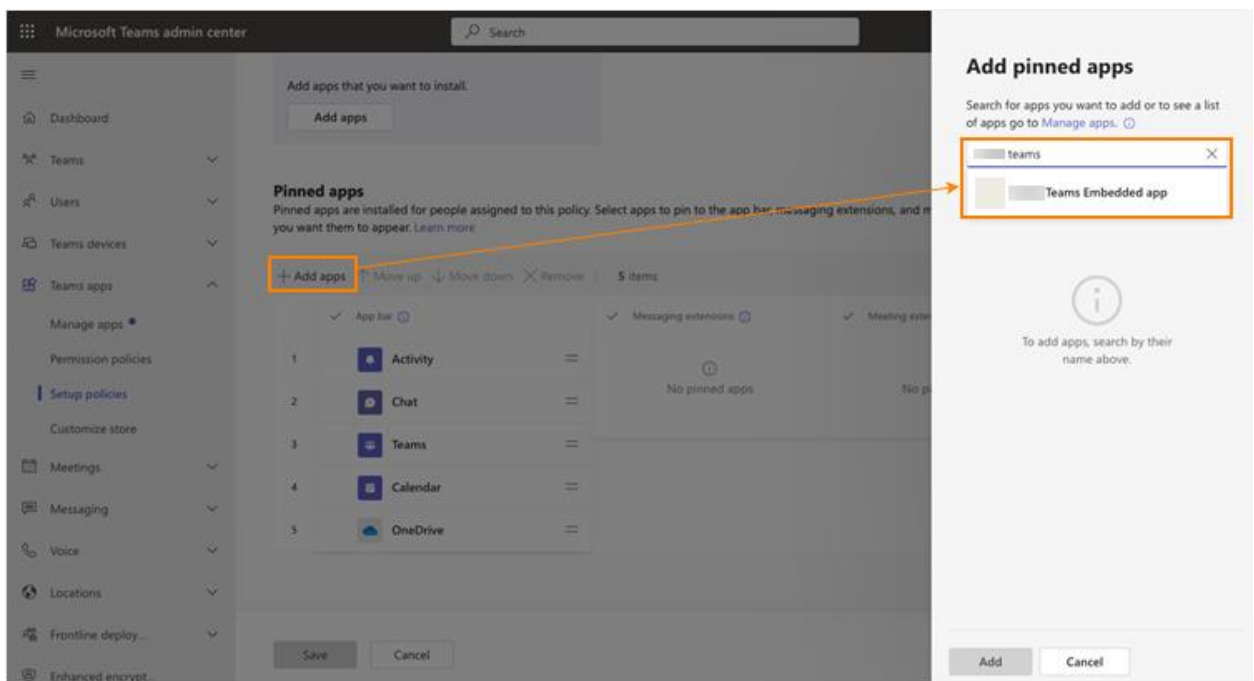 Microsoft Teams admin center
Search
Dashboard
Teams
Users
Teams devices
Teams apps
Manage apps
Permission policies
Setup policies
Customize store
Meetings
Messaging
Voice
Locations
Frontline deploy...
Enhanced encrypt...
Add apps that you want to install.
Add apps
Pinned apps
Pinned apps are installed for people assigned to this policy. Select apps to pin to the app bar, messaging extensions, and m
you want them to appear. Learn more
Add apps Move up Move down Remove 5 items
App bar Messaging extensions Meeting exten
1 Activity
2 Chat
3 Teams
4 Calendar
5 OneDrive
No pinned apps
No pi
Save Cancel
Add pinned apps
Search for apps you want to add or to see a list
of apps go to Manage apps.
teams
Teams Embedded app
To add apps, search by their
name above.
Add Cancel